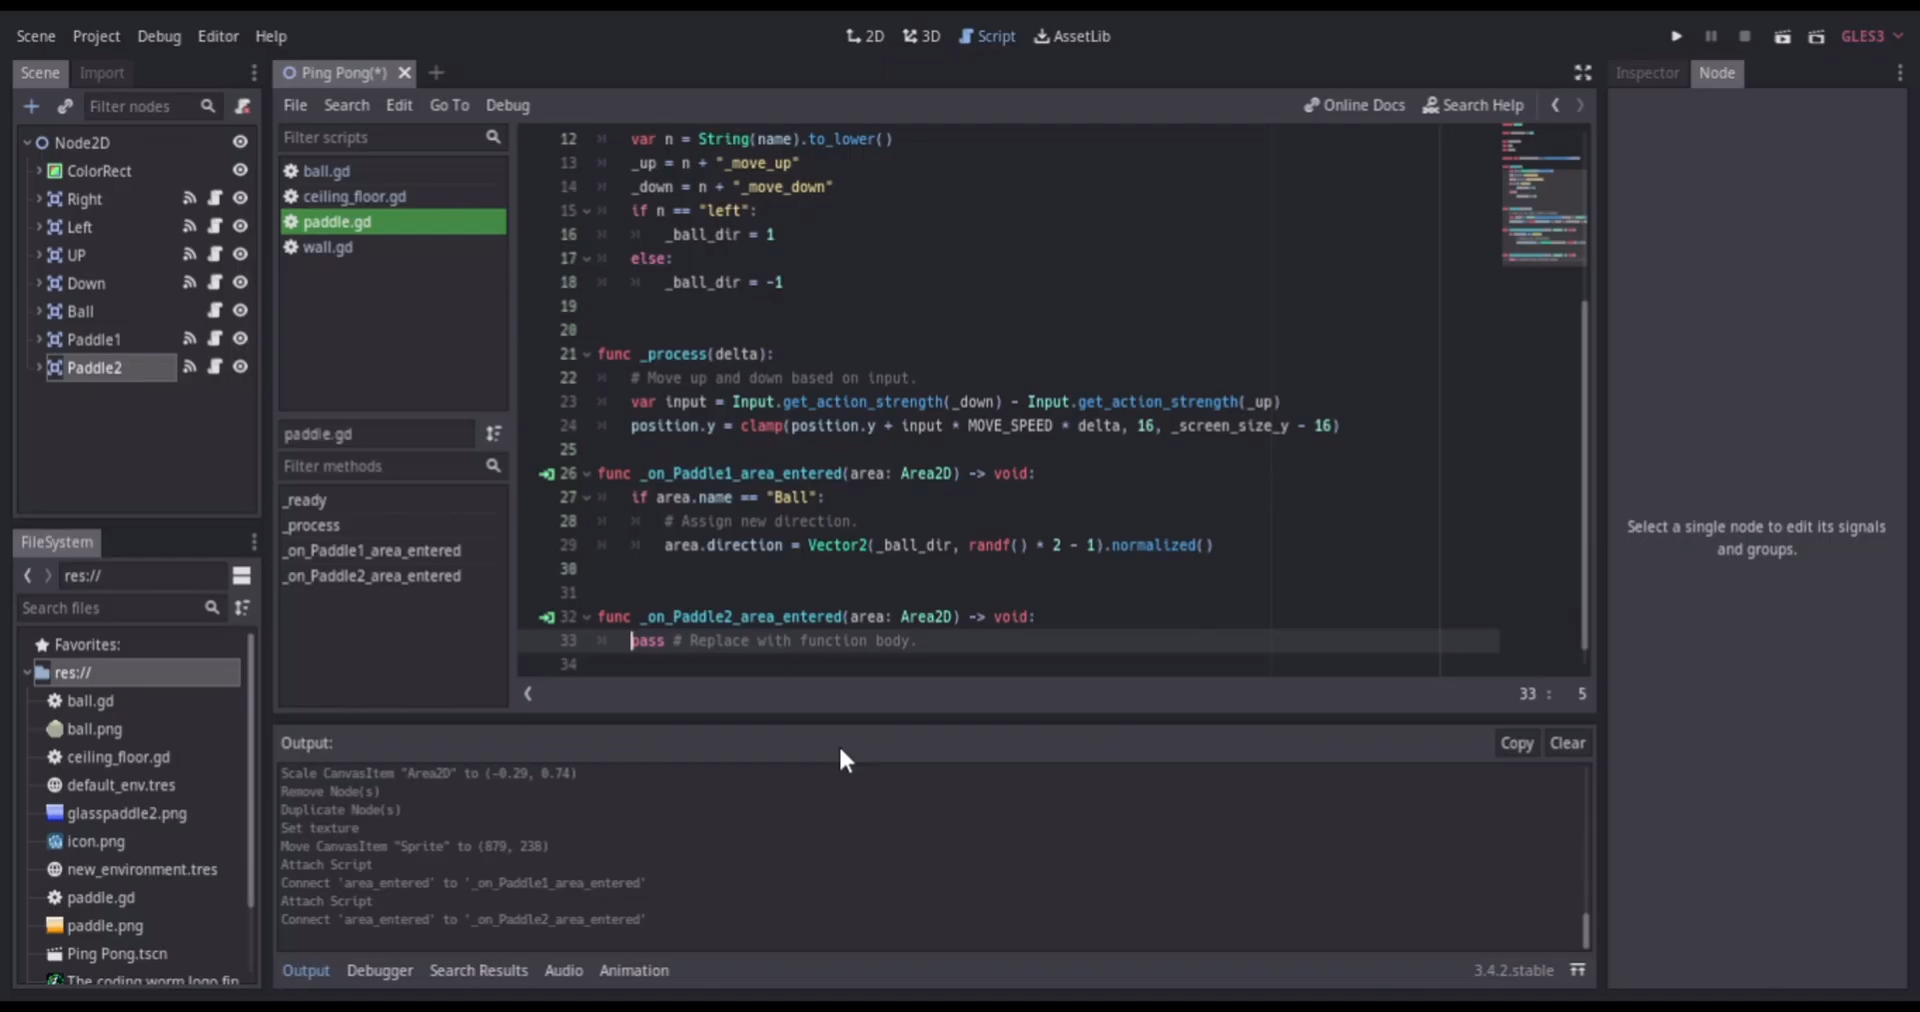 Scene Project Debug Editor Help 2D 3D Script AssetLib GLES3
Scene Import
Filter nodes
Node2D
ColorRect
Right
Left
UP
Down
Ball
Paddle1
Paddle2
FileSystem
res://
Search files
Favorites:
res://
ball.gd
ball.png
ceiling_floor.gd
default_env.tres
glasspaddle2.png
icon.png
new_environment.tres
paddle.gd
paddle.png
Ping Pong.tscn
The coding worm logo fin
Ping Pong(*)
File Search Edit Go To Debug Online Docs Search Help
Filter scripts
ball.gd
ceiling_floor.gd
paddle.gd
wall.gd
paddle.gd
Filter methods
_ready
_process
_on_Paddle1_area_entered
_on_Paddle2_area_entered
12 var n = String(name).to_lower()
13 _up = n + "_move_up"
14 _down = n + "_move_down"
15 if n == "left":
16 _ball_dir = 1
17 else:
18 _ball_dir = -1
19
20
21 func _process(delta):
22 # Move up and down based on input.
23 var input = Input.get_action_strength(_down) - Input.get_action_strength(_up)
24 position.y = clamp(position.y + input * MOVE_SPEED * delta, 16, _screen_size_y - 16)
25
26 func _on_Paddle1_area_entered(area: Area2D) -> void:
27 if area.name == "Ball":
28 # Assign new direction.
29 area.direction = Vector2(_ball_dir, randf() * 2 - 1).normalized()
30
31
32 func _on_Paddle2_area_entered(area: Area2D) -> void:
33 pass # Replace with function body.
34
33 : 5
Output: Copy Clear
Scale CanvasItem "Area2D" to (-0.29, 0.74)
Remove Node(s)
Duplicate Node(s)
Set texture
Move CanvasItem "Sprite" to (879, 238)
Attach Script
Connect 'area_entered' to '_on_Paddle1_area_entered'
Attach Script
Connect 'area_entered' to '_on_Paddle2_area_entered'
Output Debugger Search Results Audio Animation 3.4.2.stable
Inspector Node
Select a single node to edit its signals
and groups.